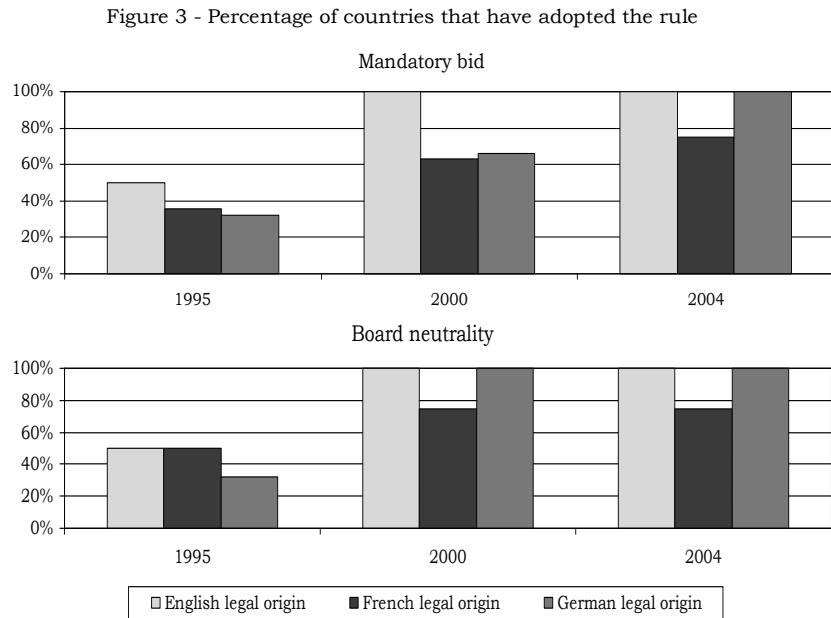 Figure 3 - Percentage of countries that have adopted the rule
Mandatory bid
100%
80%
60%
40%
20%
0%
1995 2000 2004
Board neutrality
100%
80%
60%
40%
20%
0%
1995 2000 2004
English legal origin French legal origin German legal origin